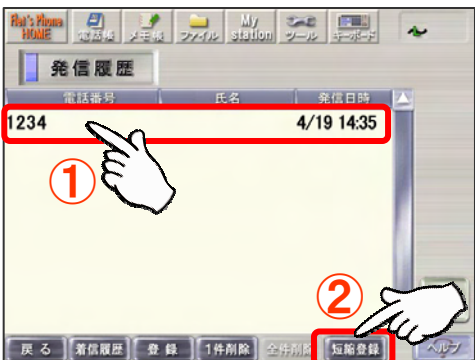 Flet's Phone HOME 電話帳 メモ帳 ファイル My station ツール キーボード
発信履歴
電話番号 氏名 発信日時
1234 4/19 14:35
①
②
戻る 着信履歴 登録 1件削除 全件削除 短縮登録 ヘルプ